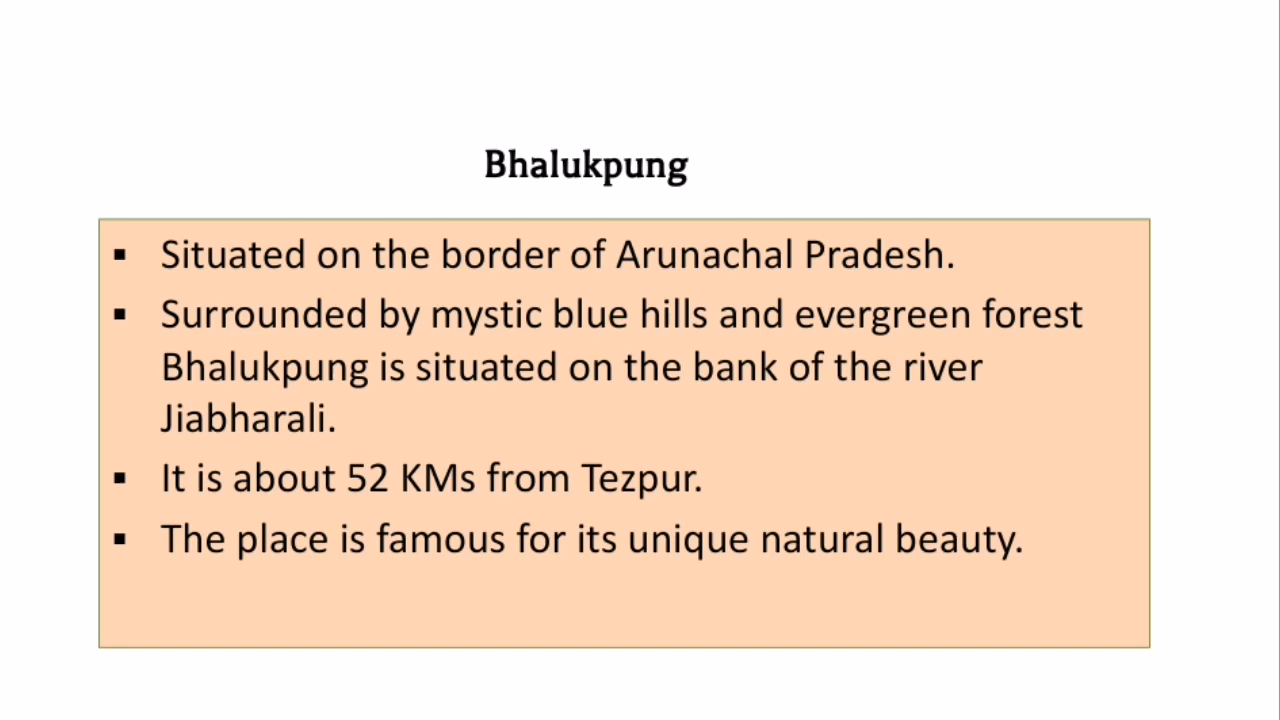 Bhalukpung
▪ Situated on the border of Arunachal Pradesh.
▪ Surrounded by mystic blue hills and evergreen forest
Bhalukpung is situated on the bank of the river
Jiabharali.
▪ It is about 52 KMs from Tezpur.
▪ The place is famous for its unique natural beauty.